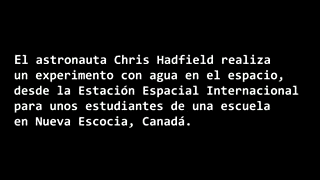 El astronauta Chris Hadfield realiza
un experimento con agua en el espacio,
desde la Estación Espacial Internacional
para unos estudiantes de una escuela
en Nueva Escocia, Canadá.